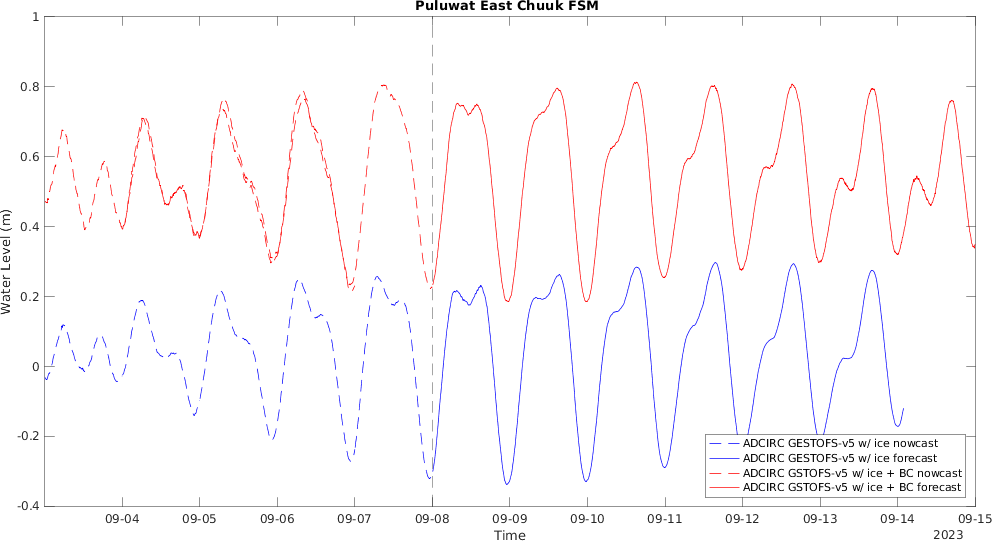 Puluwat East Chuuk FSM
1
0.8
0.6
0.4
0.2
0
-0.2
-0.4
Water Level (m)
ADCIRC GESTOFS-v5 w/ ice nowcast
ADCIRC GESTOFS-v5 w/ ice forecast
ADCIRC GSTOFS-v5 w/ ice + BC nowcast
ADCIRC GSTOFS-v5 w/ ice + BC forecast
09-04 09-05 09-06 09-07 09-08 09-09 09-10 09-11 09-12 09-13 09-14 09-15
Time
2023